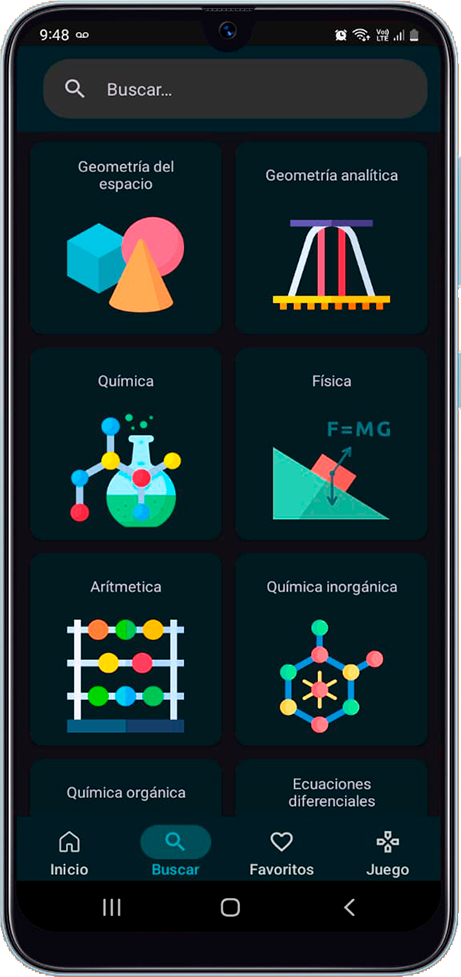 9:48
Vo))
LTE
Buscar...
Geometría del
espacio
Geometría analítica
Química
Física
F=MG
Arítmetica
Química inorgánica
Química orgánica
Ecuaciones
diferenciales
Inicio
Buscar
Favoritos
Juego